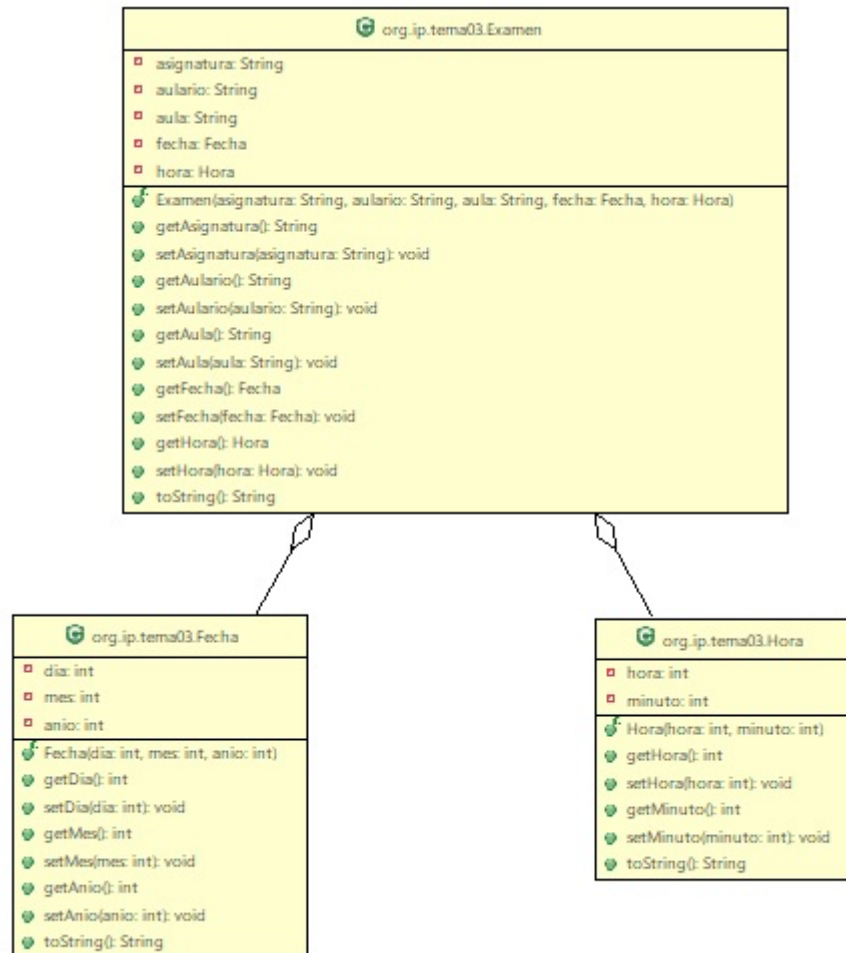 org.ip.tema03.Examen
asignatura: String
aulario: String
aula: String
fecha: Fecha
hora: Hora
Examen(asignatura: String, aulario: String, aula: String, fecha: Fecha, hora: Hora)
getAsignatura(): String
setAsignatura(asignatura: String): void
getAulario(): String
setAulario(aulario: String): void
getAula(): String
setAula(aula: String): void
getFecha(): Fecha
setFecha(fecha: Fecha): void
getHora(): Hora
setHora(hora: Hora): void
toString(): String
org.ip.tema03.Fecha
dia: int
mes: int
anio: int
Fecha(dia: int, mes: int, anio: int)
getDia(): int
setDia(dia: int): void
getMes(): int
setMes(mes: int): void
getAnio(): int
setAnio(anio: int): void
toString(): String
org.ip.tema03.Hora
hora: int
minuto: int
Hora(hora: int, minuto: int)
getHora(): int
setHora(hora: int): void
getMinuto(): int
setMinuto(minuto: int): void
toString(): String